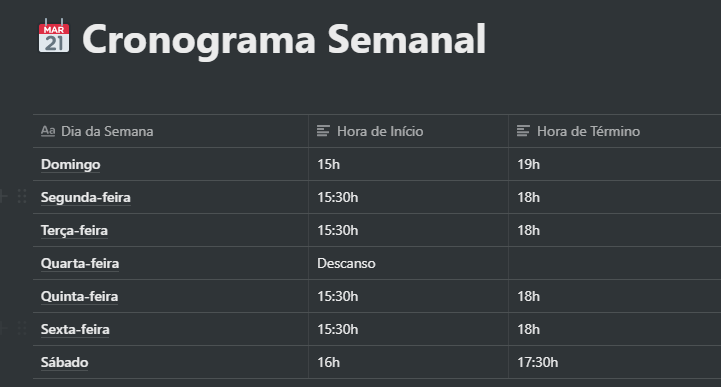 MAR 21 Cronograma Semanal
Aa Dia da Semana Hora de Início Hora de Término
Domingo 15h 19h
Segunda-feira 15:30h 18h
Terça-feira 15:30h 18h
Quarta-feira Descanso
Quinta-feira 15:30h 18h
Sexta-feira 15:30h 18h
Sábado 16h 17:30h